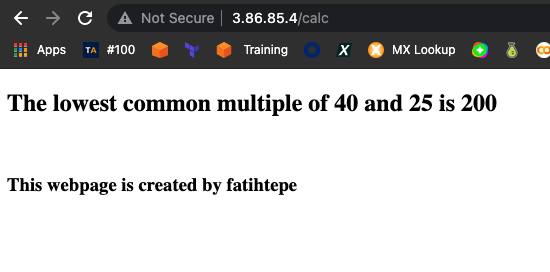 Not Secure | 3.86.85.4/calc
Apps TA #100 Training X MX Lookup
The lowest common multiple of 40 and 25 is 200
This webpage is created by fatihtepe